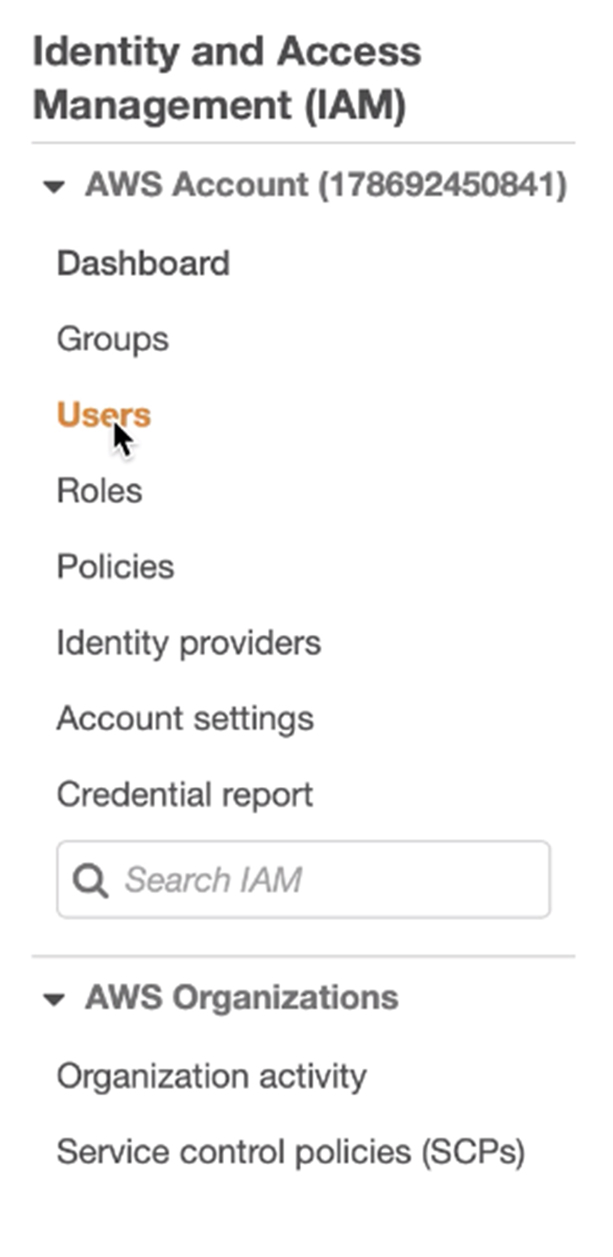 Identity and Access
Management (IAM)
AWS Account (178692450841)
Dashboard
Groups
Users
Roles
Policies
Identity providers
Account settings
Credential report
Search IAM
AWS Organizations
Organization activity
Service control policies (SCPs)